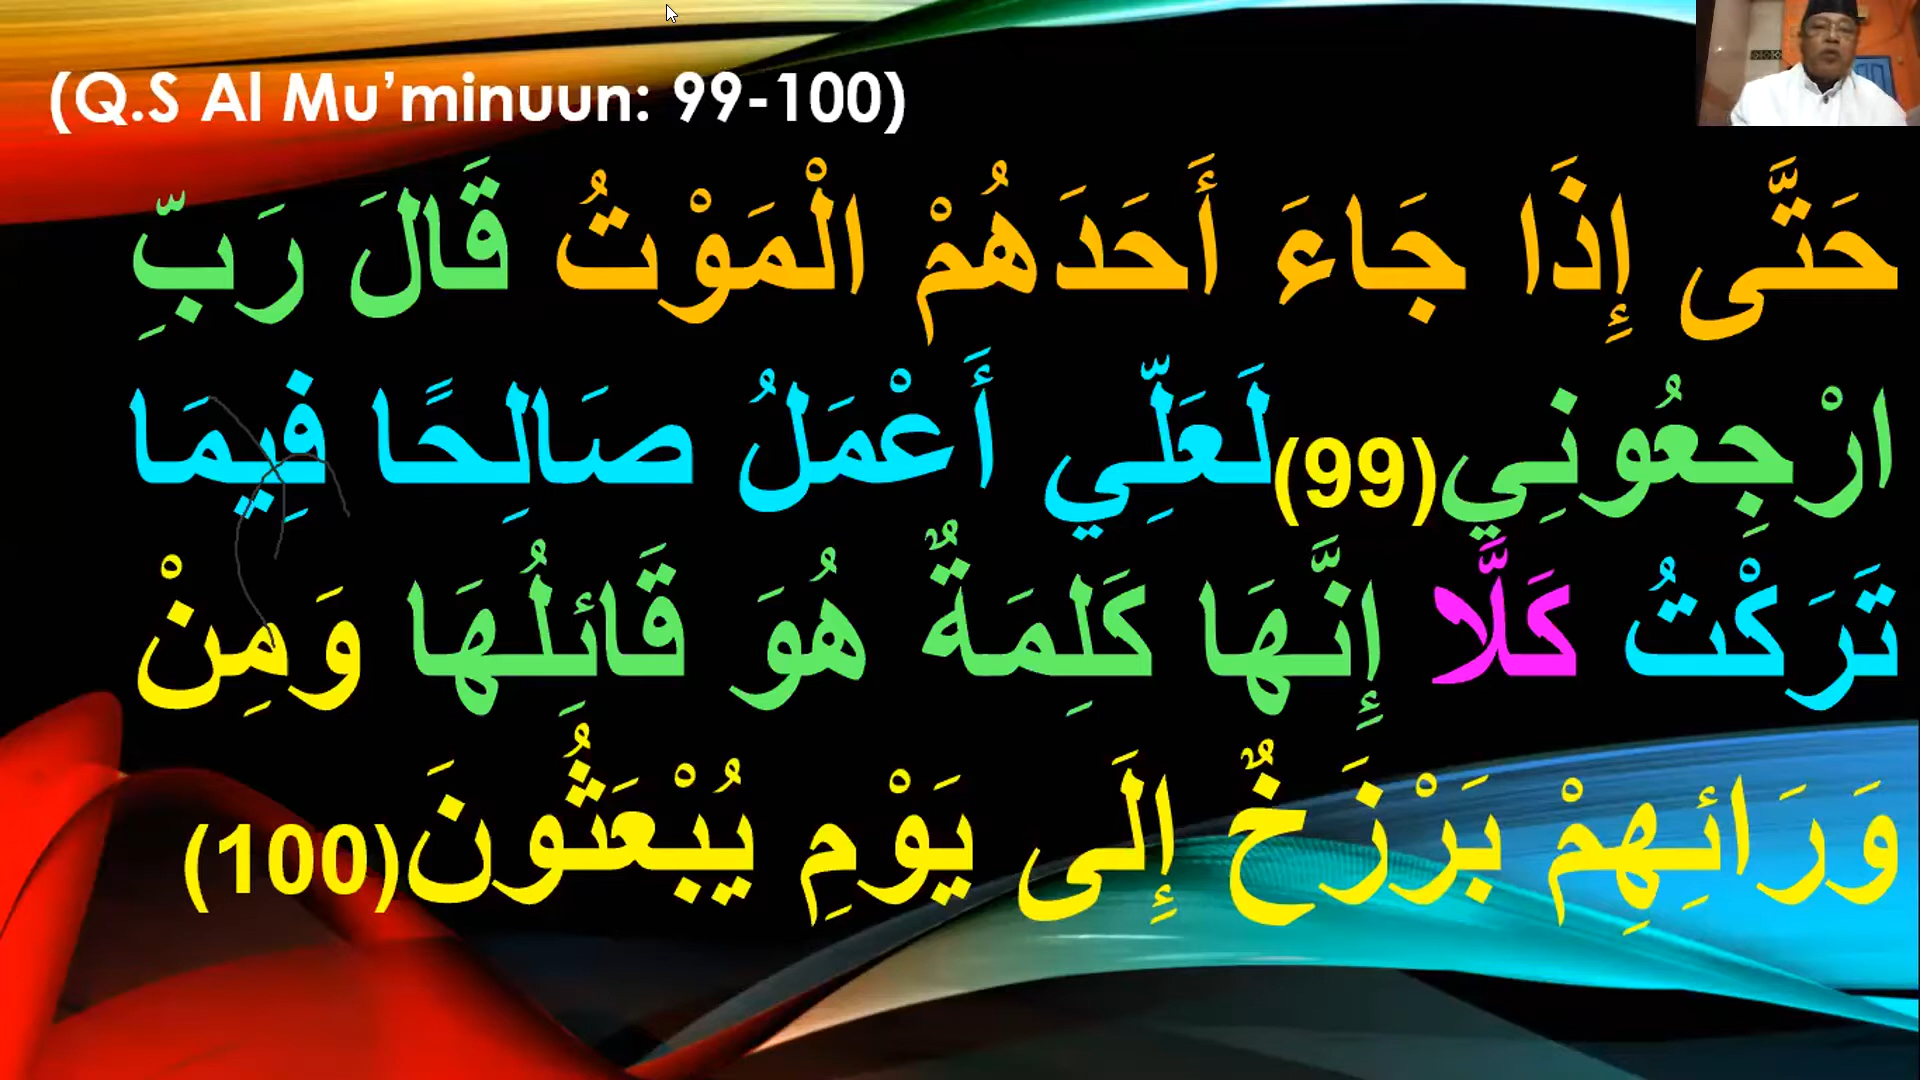 (Q.S Al Mu’minuun: 99-100)
حَتَّى إِذَا جَاءَ أَحَدَهُمْ الْمَوْتُ قَالَ رَبِّ
ارْجِعُونِي(99)لَعَلِّي أَعْمَلُ صَالِحًا فِيمَا
تَرَكْتُ كَلَّا إِنَّهَا كَلِمَةٌ هُوَ قَائِلُهَا وَمِنْ
وَرَائِهِمْ بَرْزَخٌ إِلَى يَوْمِ يُبْعَثُونَ(100)